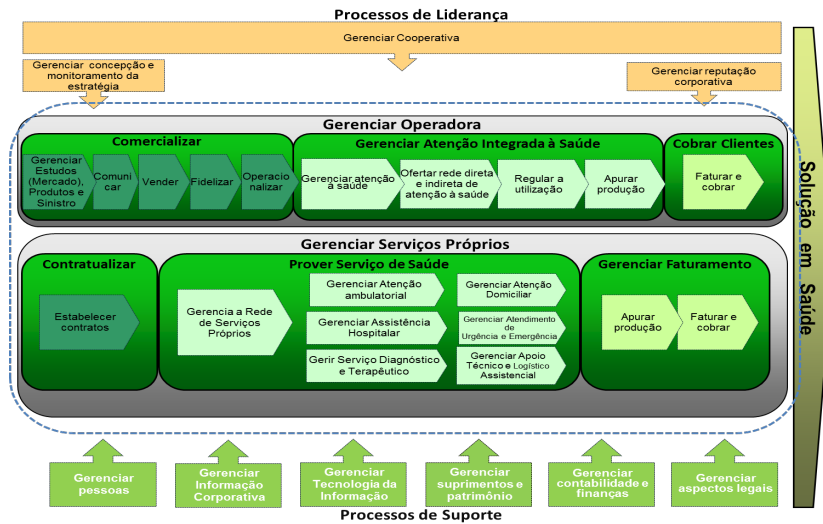 Processos de Liderança
Gerenciar Cooperativa
Gerenciar concepção e
monitoramento da
estratégia
Gerenciar reputação
corporativa
Gerenciar Operadora
Comercializar
Gerenciar
Estudos
(Mercado),
Produtos e
Sinistro
Comuni
car
Vender
Fidelizar
Operacio
nalizar
Gerenciar Atenção Integrada à Saúde
Gerenciar atenção
à saúde
Ofertar rede direta
e indireta de
atenção à saúde
Regular a
utilização
Apurar
produção
Cobrar Clientes
Faturar e
cobrar
Gerenciar Serviços Próprios
Contratualizar
Estabelecer
contratos
Prover Serviço de Saúde
Gerencia a Rede
de Serviços
Próprios
Gerenciar Atenção
ambulatorial
Gerenciar Atenção
Domiciliar
Gerenciar Assistência
Hospitalar
Gerenciar Atendimento
de
Urgência e Emergência
Gerir Serviço Diagnóstico
e Terapêutico
Gerenciar Apoio
Técnico e Logístico
Assistencial
Gerenciar Faturamento
Apurar
produção
Faturar e
cobrar
Solução em Saúde
Gerenciar
pessoas
Gerenciar
Informação
Corporativa
Gerenciar
Tecnologia da
Informação
Gerenciar
suprimentos e
patrimônio
Gerenciar
contabilidade e
finanças
Gerenciar
aspectos legais
Processos de Suporte